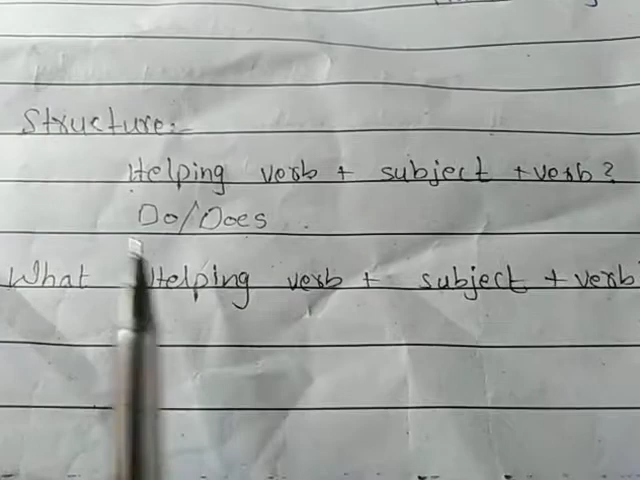 Structure:-
Helping verb + subject + verb?
Do/Does
What Helping verb + subject + verb